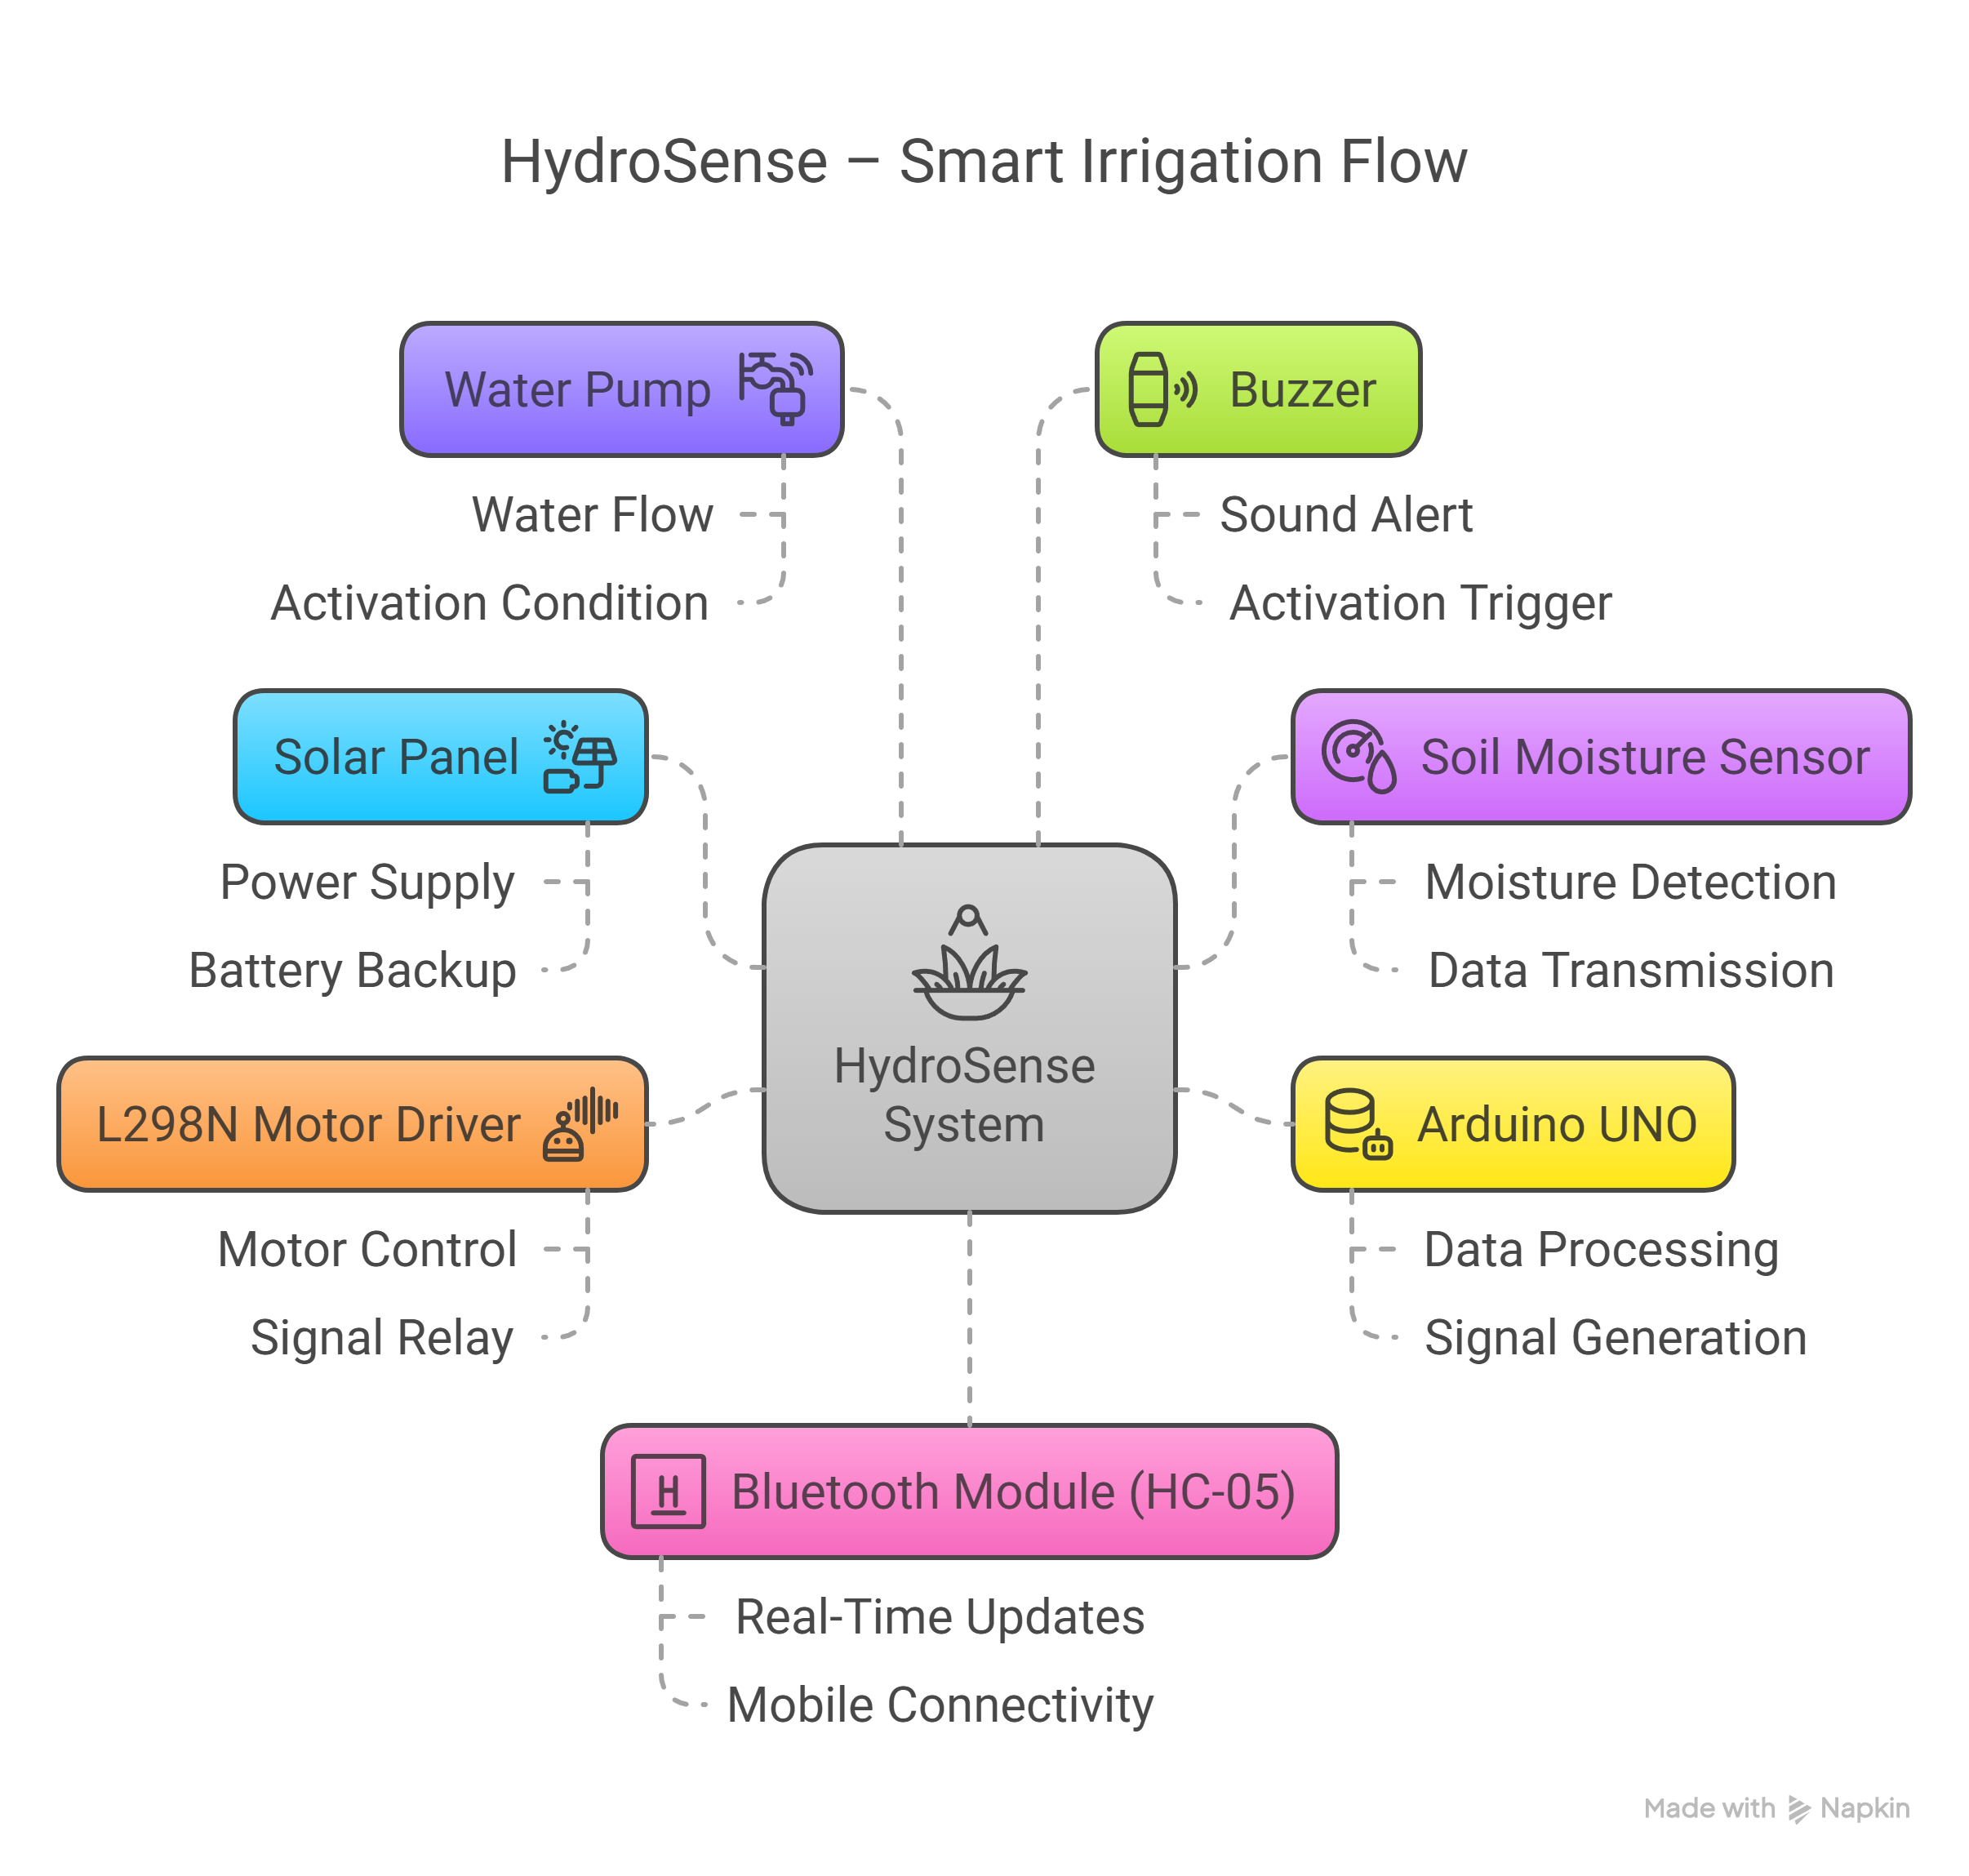 HydroSense – Smart Irrigation Flow
Water Pump
Water Flow
Activation Condition
Buzzer
Sound Alert
Activation Trigger
Solar Panel
Power Supply
Battery Backup
Soil Moisture Sensor
Moisture Detection
Data Transmission
HydroSense
System
L298N Motor Driver
Motor Control
Signal Relay
Arduino UNO
Data Processing
Signal Generation
H
Bluetooth Module (HC-05)
Real-Time Updates
Mobile Connectivity
Made with Napkin